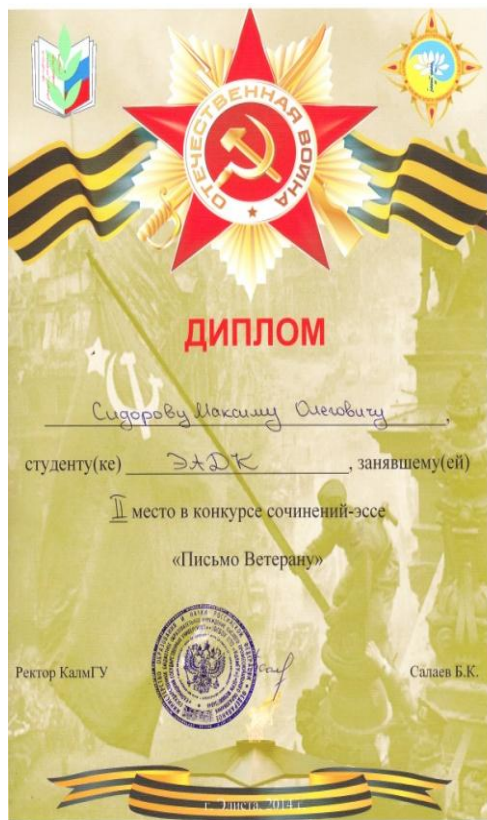 ОТЕЧЕСТВЕННАЯ ВОЙНА
ДИПЛОМ
Сидорову Максиму Олеговичу,
студенту(ке) ЭАДК, занявшему(ей)
II место в конкурсе сочинений-эссе
«Письмо Ветерану»
Ректор КалмГУ Салаев Б.К.
г. Элиста, 2014 г.